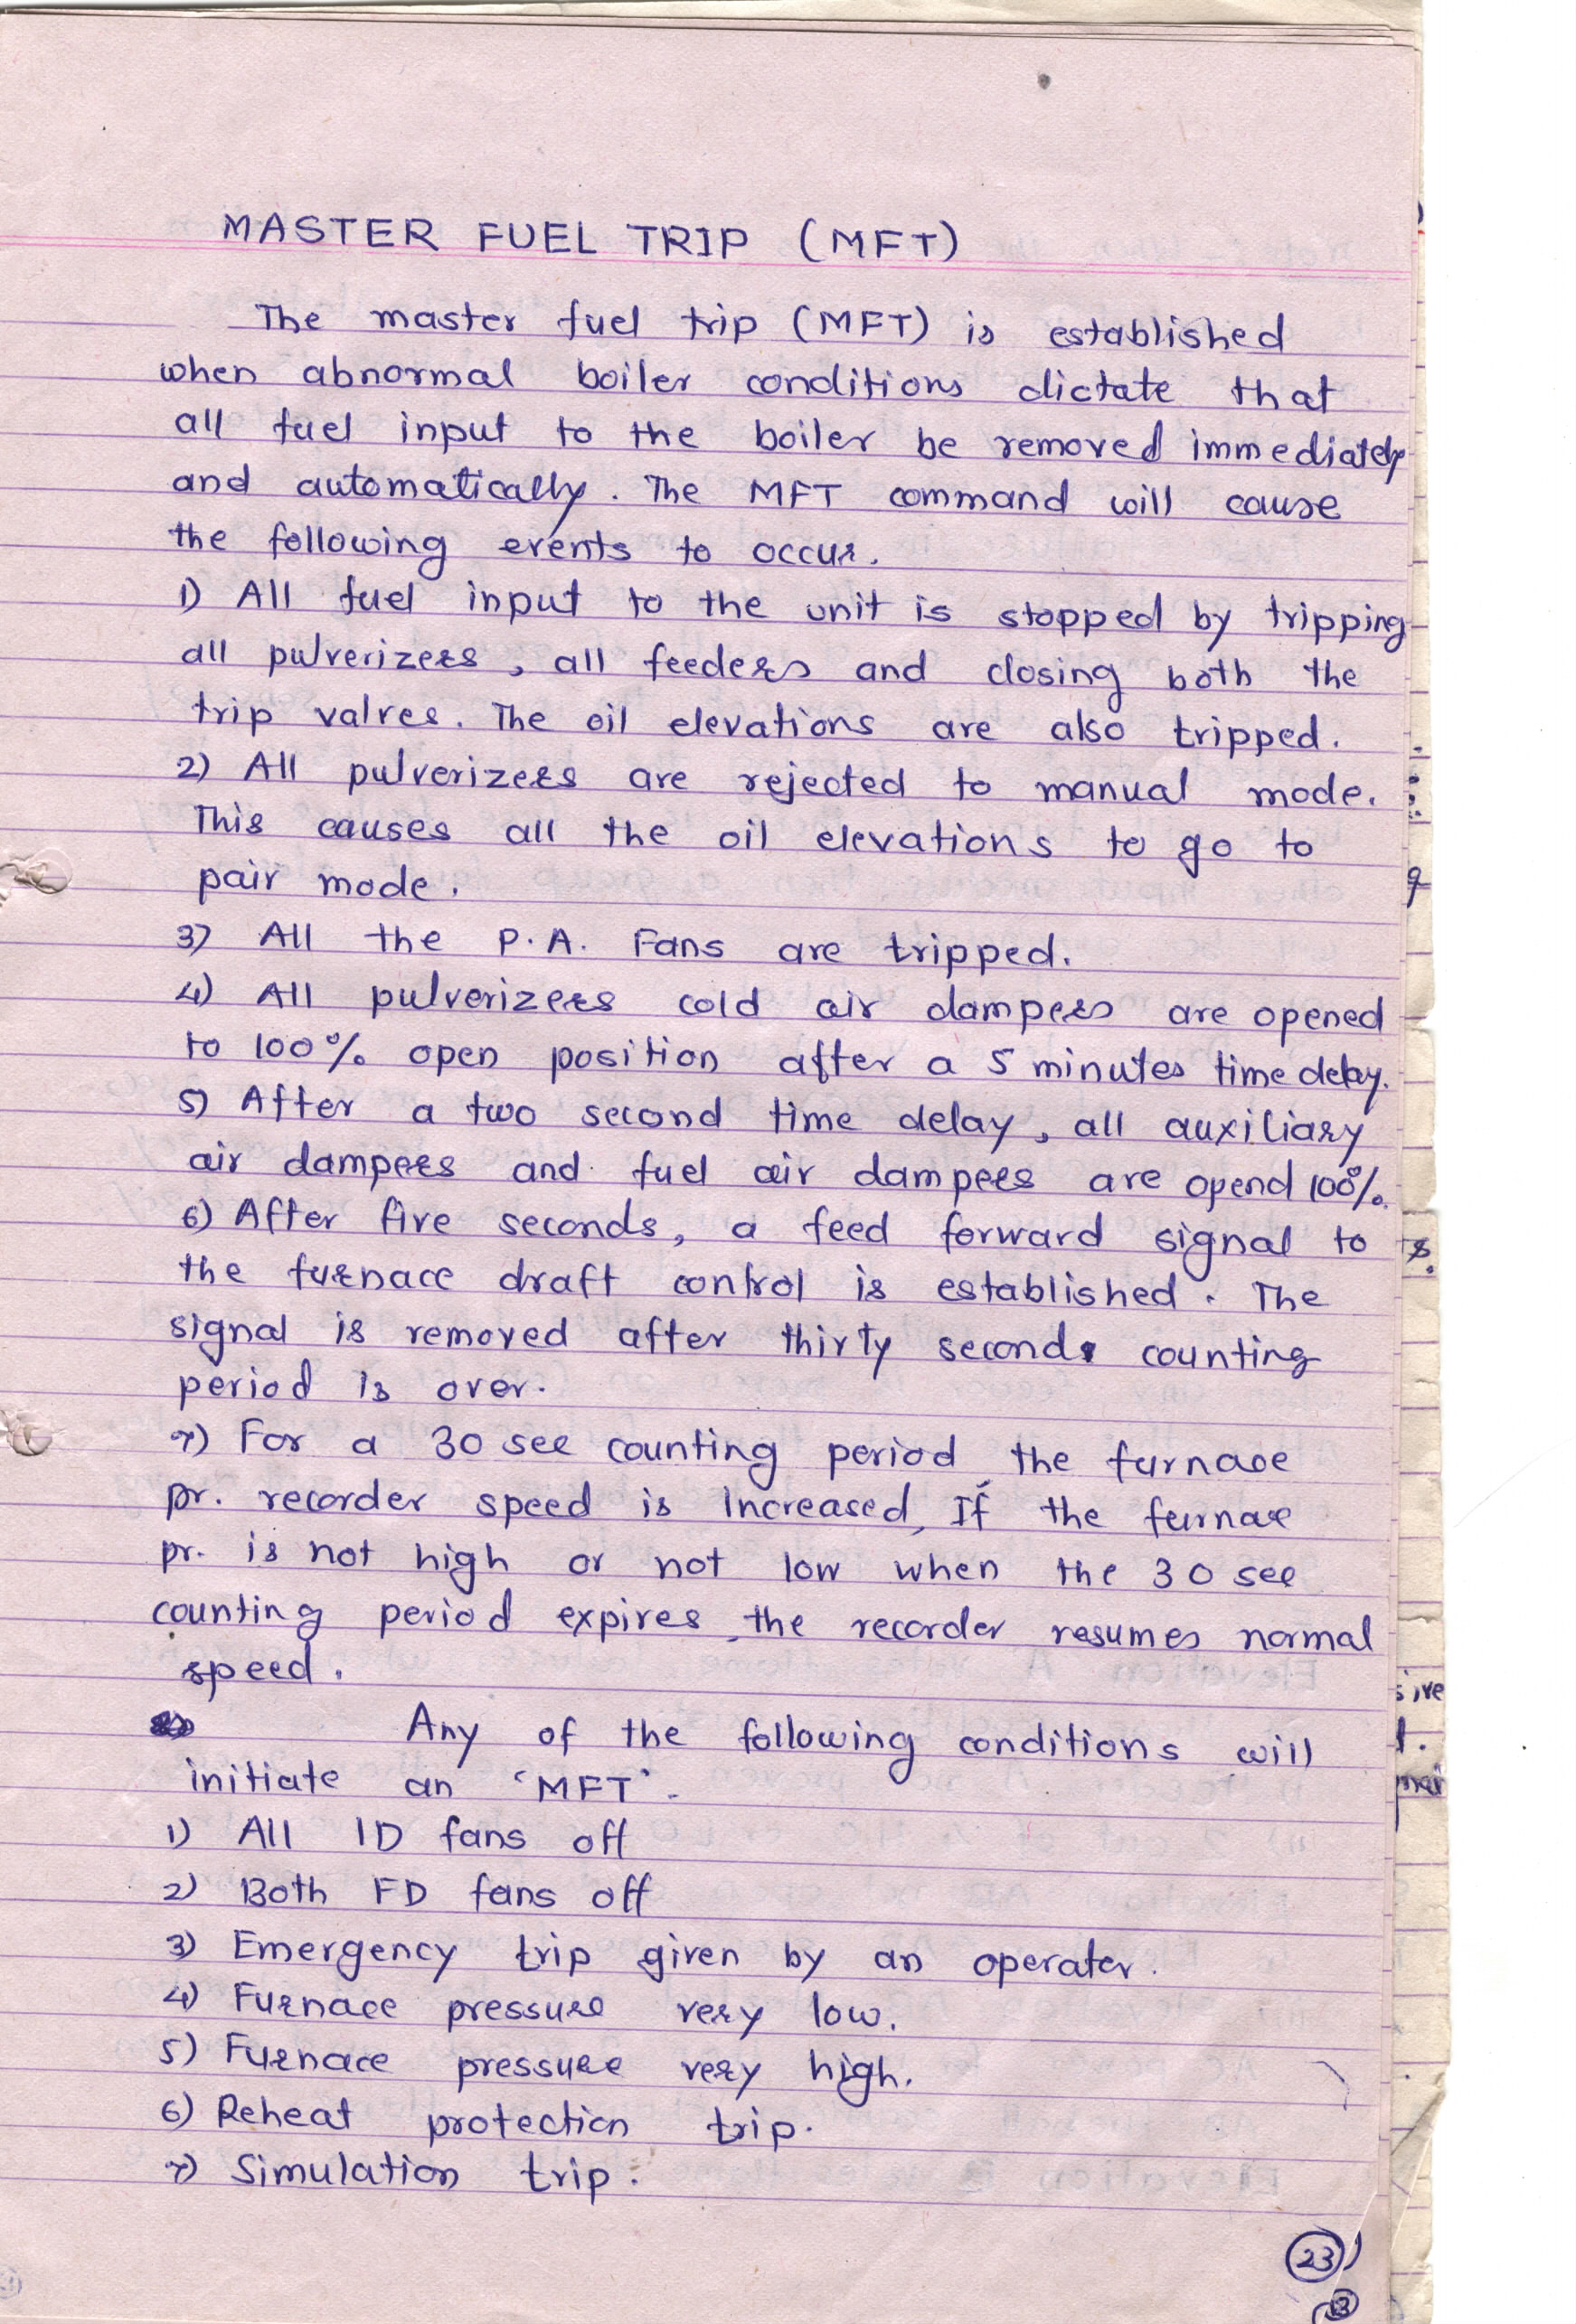 MASTER FUEL TRIP (MFT)
The master fuel trip (MFT) is established
when abnormal boiler conditions dictate that
all fuel input to the boiler be removed immediately
and automatically. The MFT command will cause
the following events to occur.
1) All fuel input to the unit is stopped by tripping
all pulverizers, all feeders and closing both the
trip valves. The oil elevations are also tripped.
2) All pulverizers are rejected to manual mode.
This causes all the oil elevations to go to
pair mode.
3) All the P.A. Fans are tripped.
4) All pulverizers cold air dampers are opened
to 100% open position after a 5 minutes time delay.
5) After a two second time delay, all auxiliary
air dampers and fuel air dampers are opend 100%.
6) After five seconds, a feed forward signal to
the furnace draft control is established. The
signal is removed after thirty seconds counting
period is over.
7) For a 30 sec counting period, the furnace
pr. recorder speed is Increased, If the furnace
pr. is not high or not low when the 30 sec
counting period expires, the recorder resumes normal
speed.
Any of the following conditions will
initiate an 'MFT'.
1) All ID fans off
2) Both FD fans off
3) Emergency trip given by an operater.
4) Furnace pressure very low.
5) Furnace pressure very high.
6) Reheat protection trip.
7) Simulation trip.
23